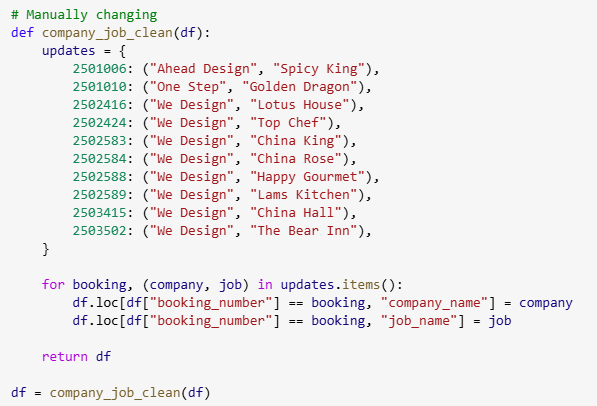 # Manually changing
def company_job_clean(df):
    updates = {
        2501006: ("Ahead Design", "Spicy King"),
        2501010: ("One Step", "Golden Dragon"),
        2502416: ("We Design", "Lotus House"),
        2502424: ("We Design", "Top Chef"),
        2502583: ("We Design", "China King"),
        2502584: ("We Design", "China Rose"),
        2502588: ("We Design", "Happy Gourmet"),
        2502589: ("We Design", "Lams Kitchen"),
        2503415: ("We Design", "China Hall"),
        2503502: ("We Design", "The Bear Inn"),
    }

    for booking, (company, job) in updates.items():
        df.loc[df["booking_number"] == booking, "company_name"] = company
        df.loc[df["booking_number"] == booking, "job_name"] = job

    return df

df = company_job_clean(df)